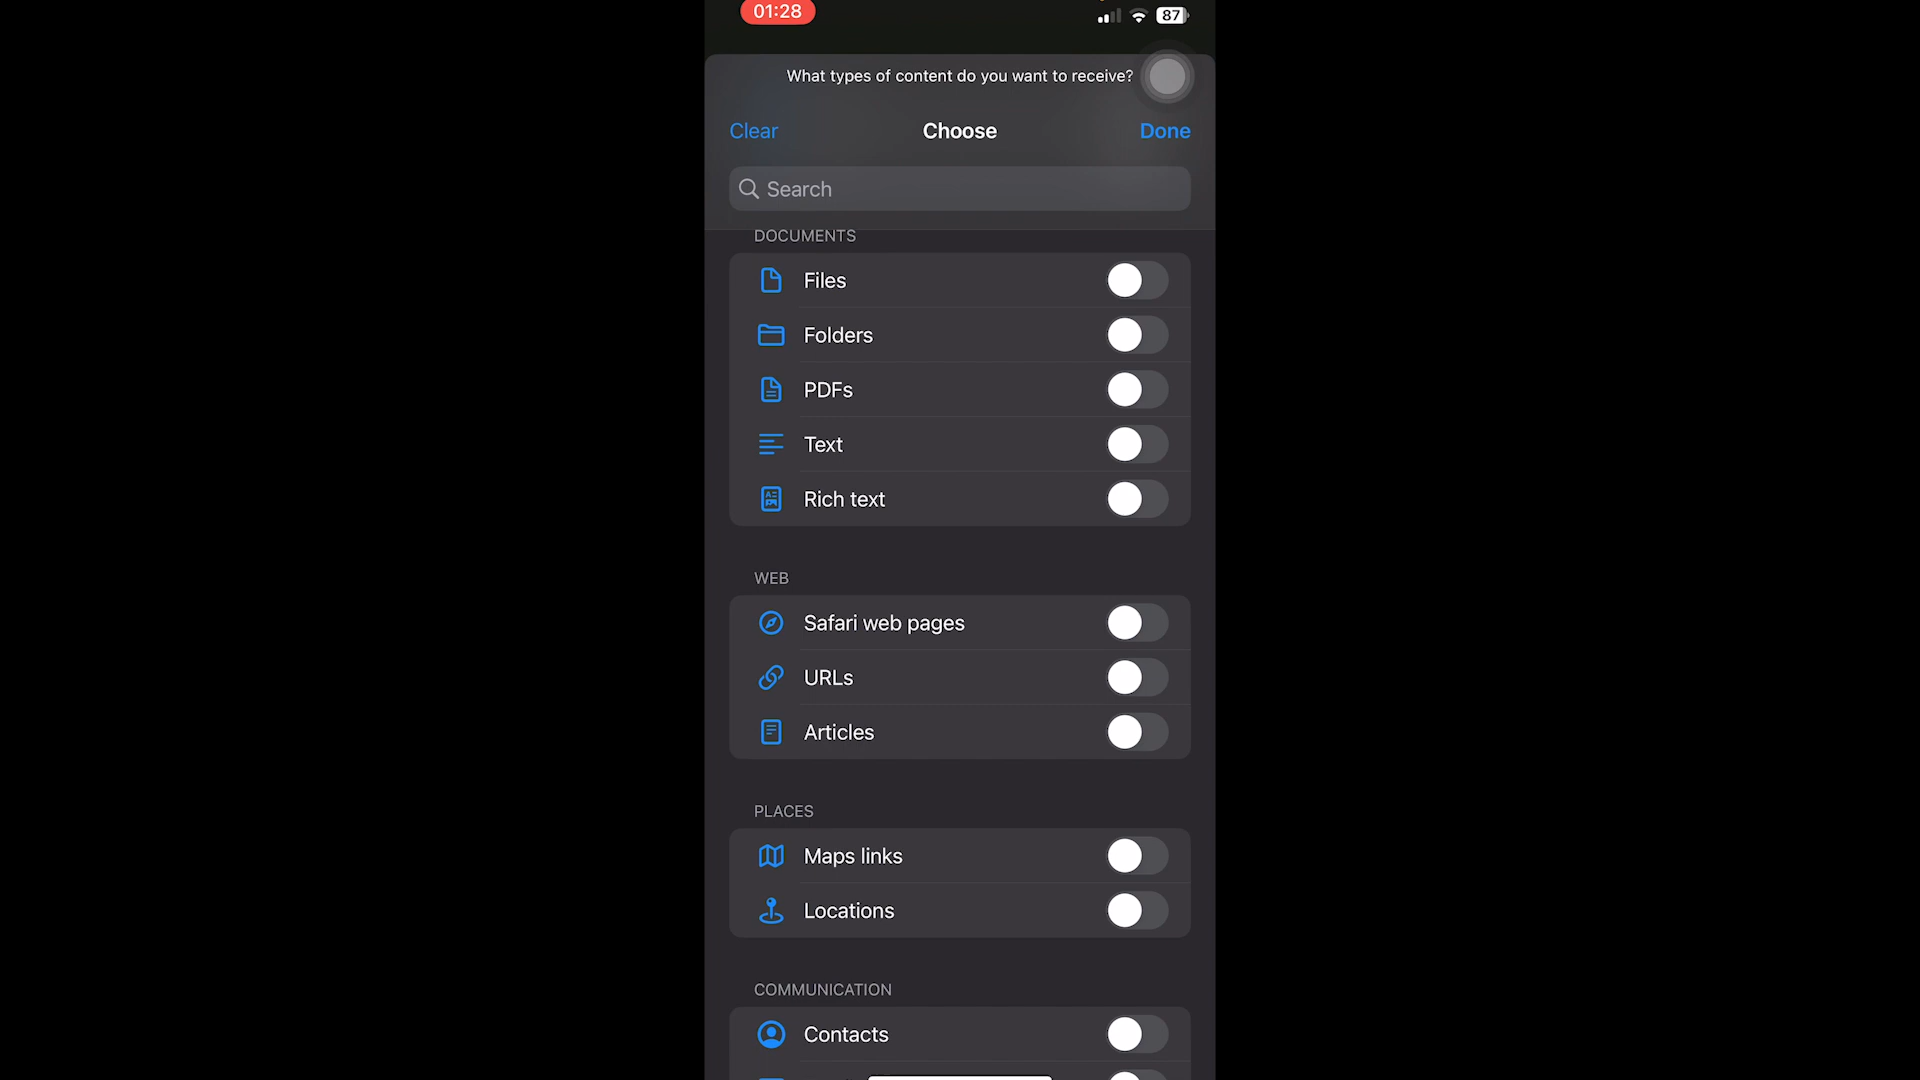 01:28
87
What types of content do you want to receive?
Clear
Choose
Done
Search
DOCUMENTS
Files
Folders
PDFs
Text
Rich text
WEB
Safari web pages
URLs
Articles
PLACES
Maps links
Locations
COMMUNICATION
Contacts